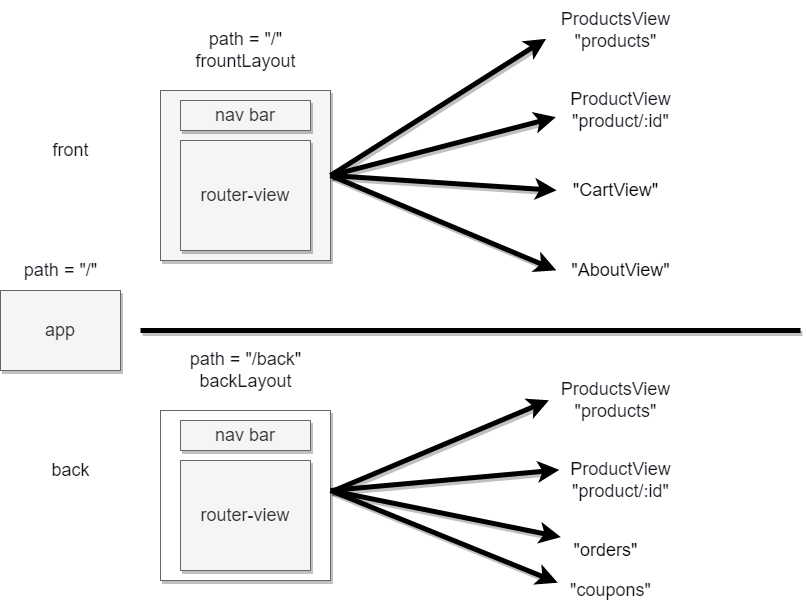 path = "/"
frountLayout
front
nav bar
router-view
ProductsView
"products"
ProductView
"product/:id"
"CartView"
"AboutView"
path = "/"
app
path = "/back"
backLayout
back
nav bar
router-view
ProductsView
"products"
ProductView
"product/:id"
"orders"
"coupons"